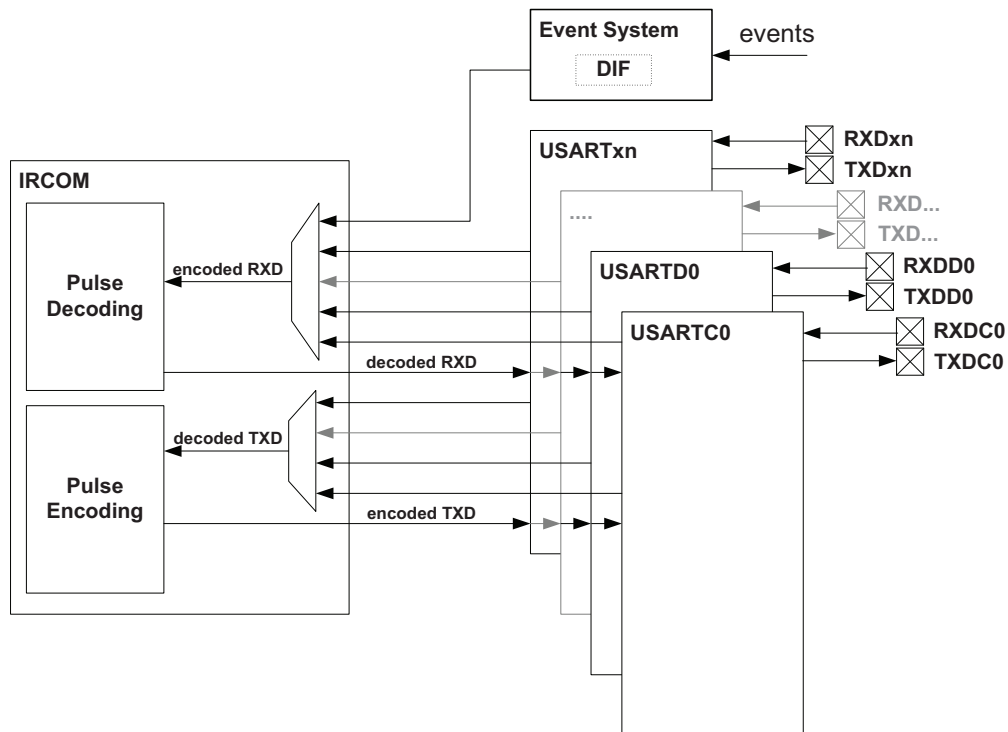 Event System
DIF
events
USARTxn
RXDxn
TXDxn
IRCOM
....
RXD...
TXD...
Pulse
Decoding
encoded RXD
USARTD0
RXDD0
TXDD0
USARTC0
RXDC0
TXDC0
decoded RXD
decoded TXD
Pulse
Encoding
encoded TXD